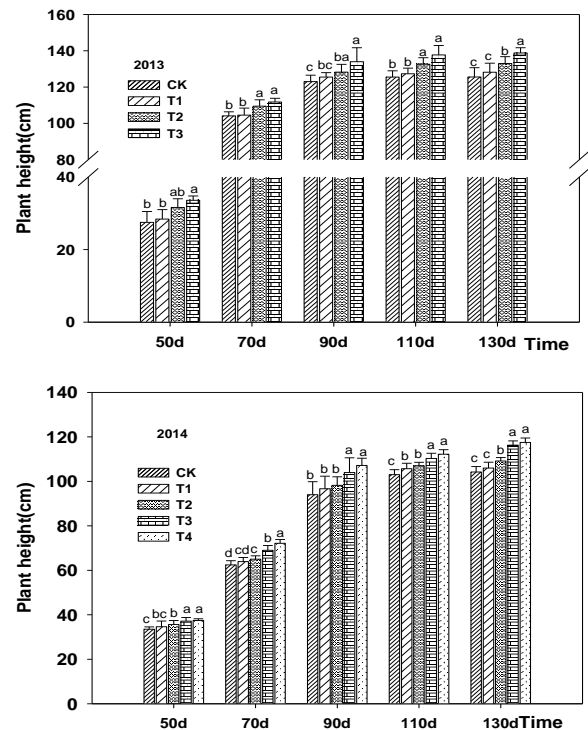 160
140
120
100
80
40
20
0
Plant height(cm)
2013
CK
T1
T2
T3
b b ab a
b b a a
c bc ba a
b b a a
c c b a
50d 70d 90d 110d 130d Time
140
120
100
80
60
40
20
0
Plant height(cm)
2014
CK
T1
T2
T3
T4
c bc b a a
d cd c b a
b b b a a
c b b a a
c c b a a
50d 70d 90d 110d 130d Time